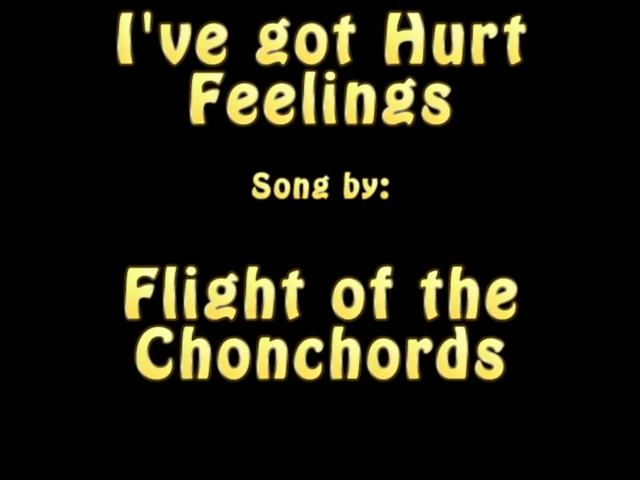 I've got Hurt
Feelings
Song by:
Flight of the
Chonchords